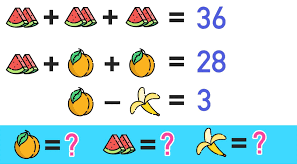 + + = 36
+ + = 28
- = 3
= ? = ? = ?